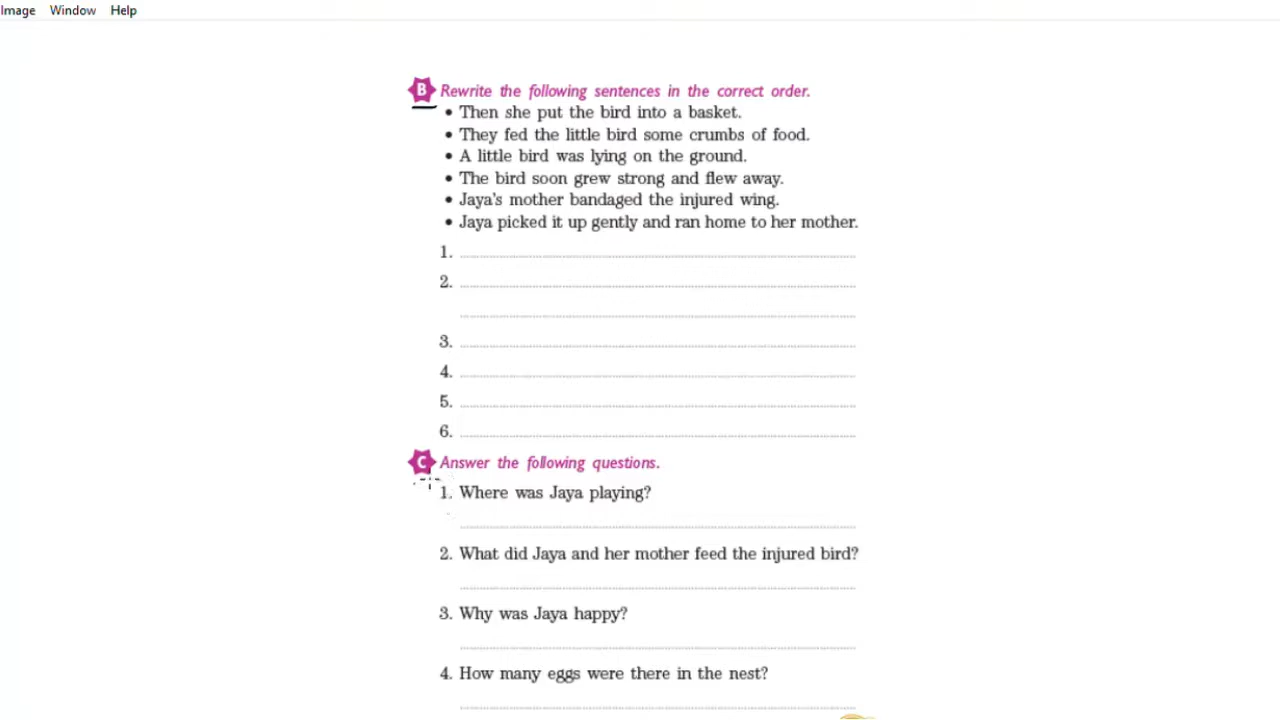 Image Window Help
B Rewrite the following sentences in the correct order.
• Then she put the bird into a basket.
• They fed the little bird some crumbs of food.
• A little bird was lying on the ground.
• The bird soon grew strong and flew away.
• Jaya's mother bandaged the injured wing.
• Jaya picked it up gently and ran home to her mother.
1.
2.
3.
4.
5.
6.
C Answer the following questions.
1. Where was Jaya playing?
2. What did Jaya and her mother feed the injured bird?
3. Why was Jaya happy?
4. How many eggs were there in the nest?